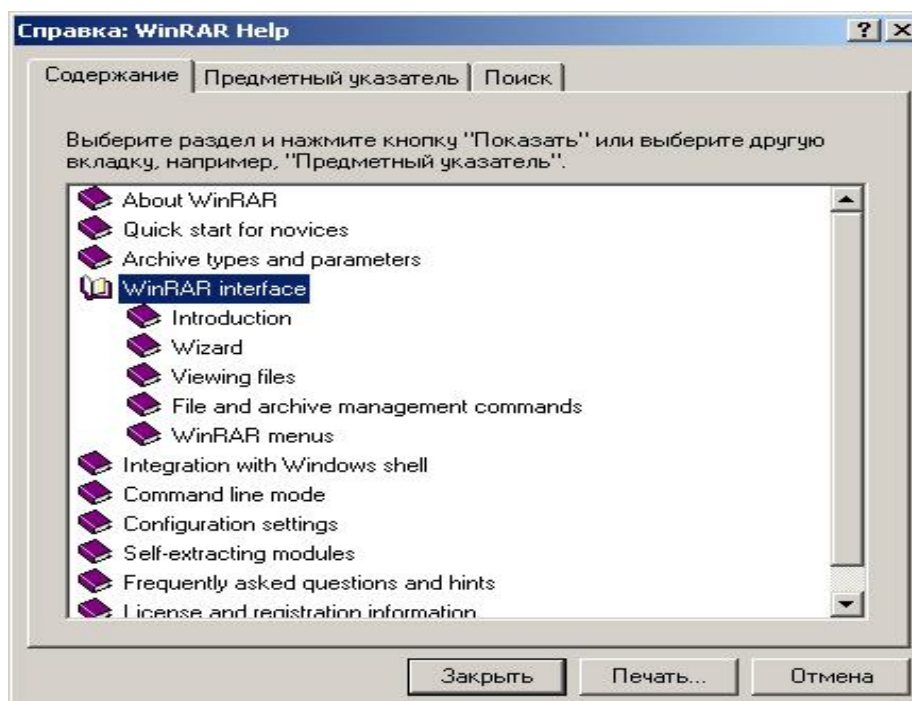 Справка: WinRAR Help
Содержание Предметный указатель Поиск
Выберите раздел и нажмите кнопку "Показать" или выберите другую
вкладку, например, "Предметный указатель".
About WinRAR
Quick start for novices
Archive types and parameters
WinRAR interface
Introduction
Wizard
Viewing files
File and archive management commands
WinRAR menus
Integration with Windows shell
Command line mode
Configuration settings
Self-extracting modules
Frequently asked questions and hints
License and registration information
Закрыть Печать... Отмена